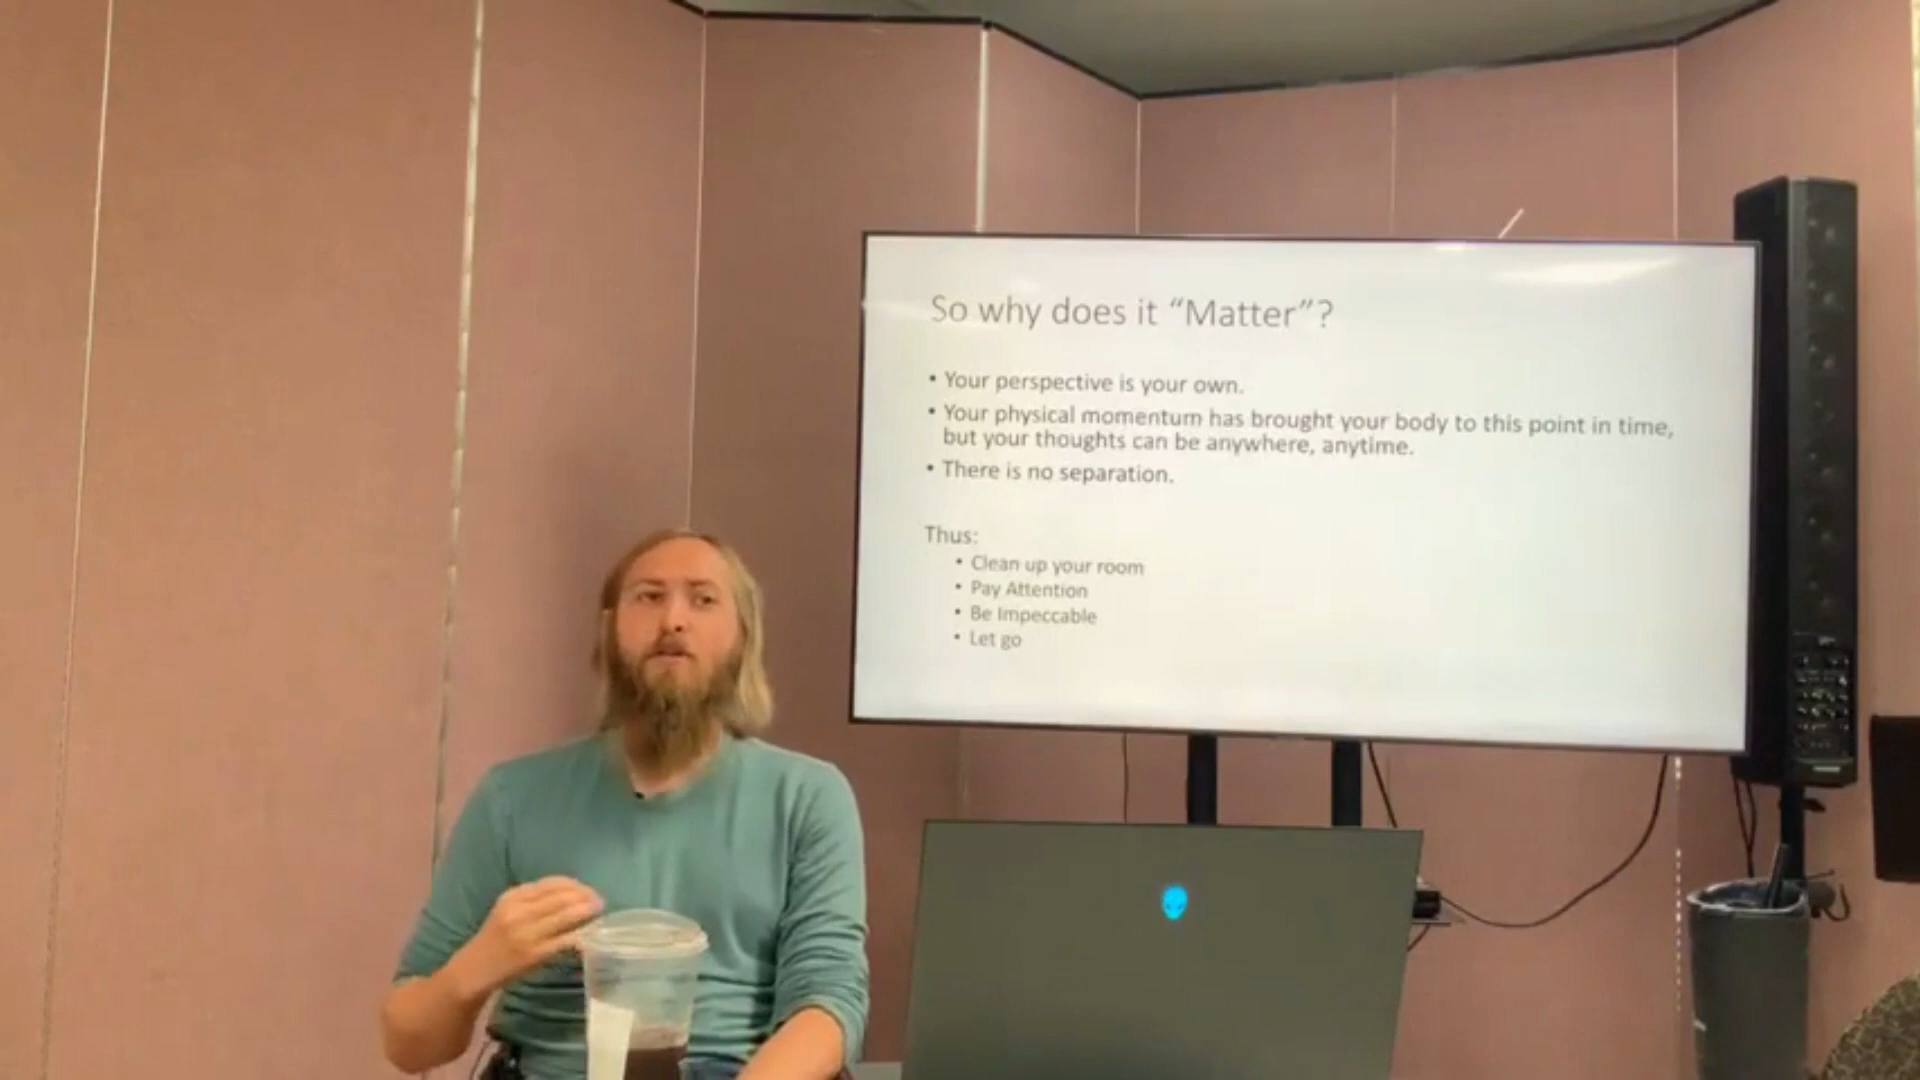 So why does it “Matter”?
• Your perspective is your own.
• Your physical momentum has brought your body to this point in time,
but your thoughts can be anywhere, anytime.
• There is no separation.
Thus:
• Clean up your room
• Pay Attention
• Be Impeccable
• Let go